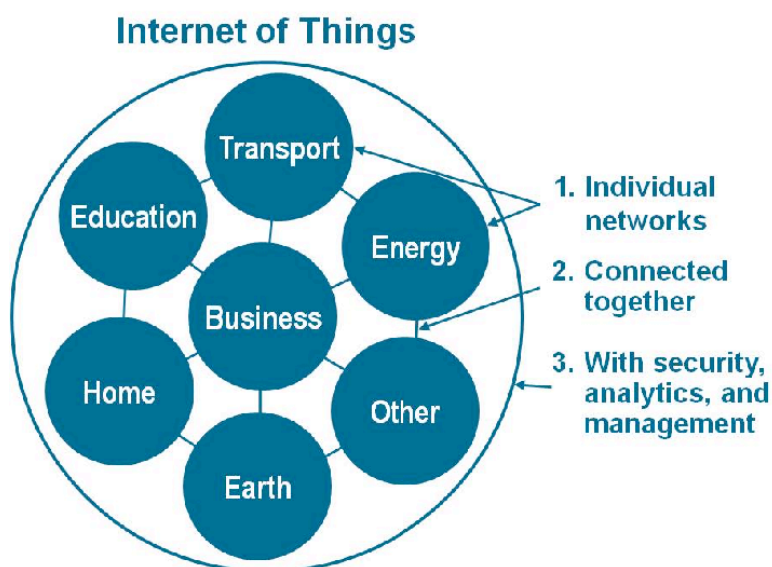 Internet of Things
Transport
Education
Energy
Business
Home
Other
Earth
1. Individual
networks
2. Connected
together
3. With security,
analytics, and
management